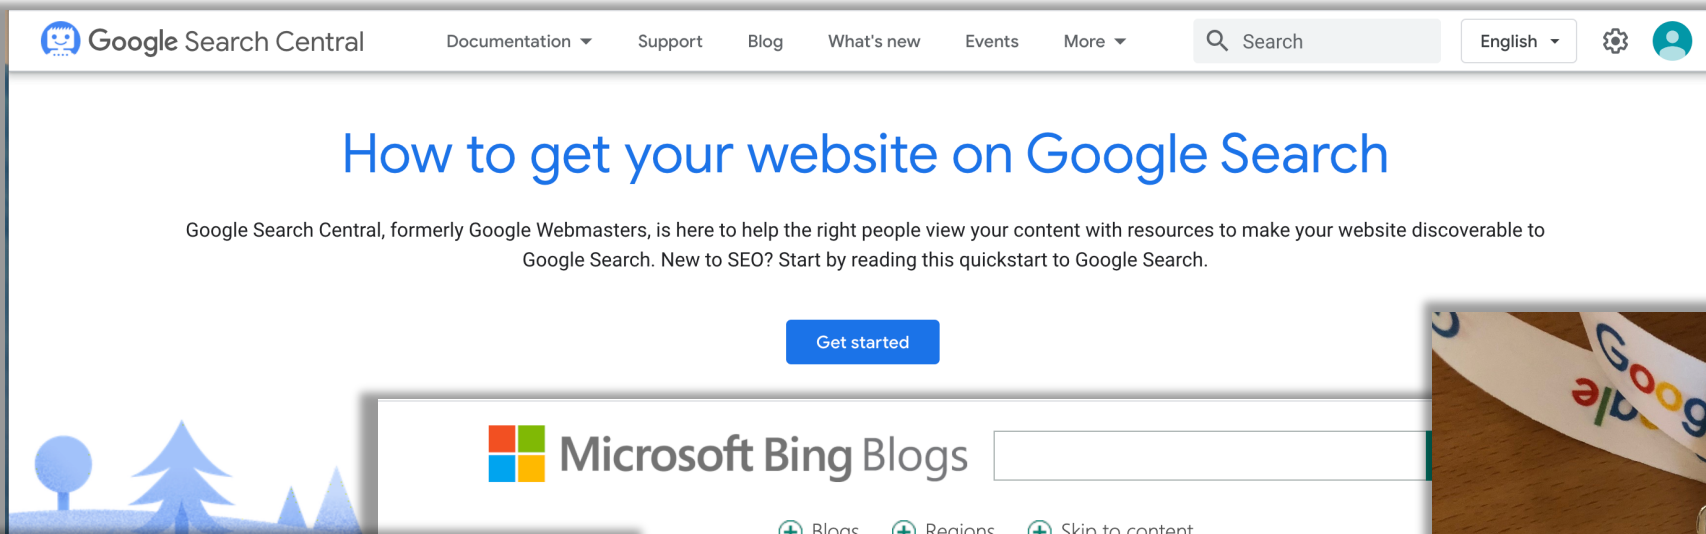 Google Search Central
Documentation
Support
Blog
What's new
Events
More
Search
English
How to get your website on Google Search
Google Search Central, formerly Google Webmasters, is here to help the right people view your content with resources to make your website discoverable to
Google Search. New to SEO? Start by reading this quickstart to Google Search.
Get started
Microsoft Bing Blogs
Blogs
Regions
Skip to content
Goog
gle